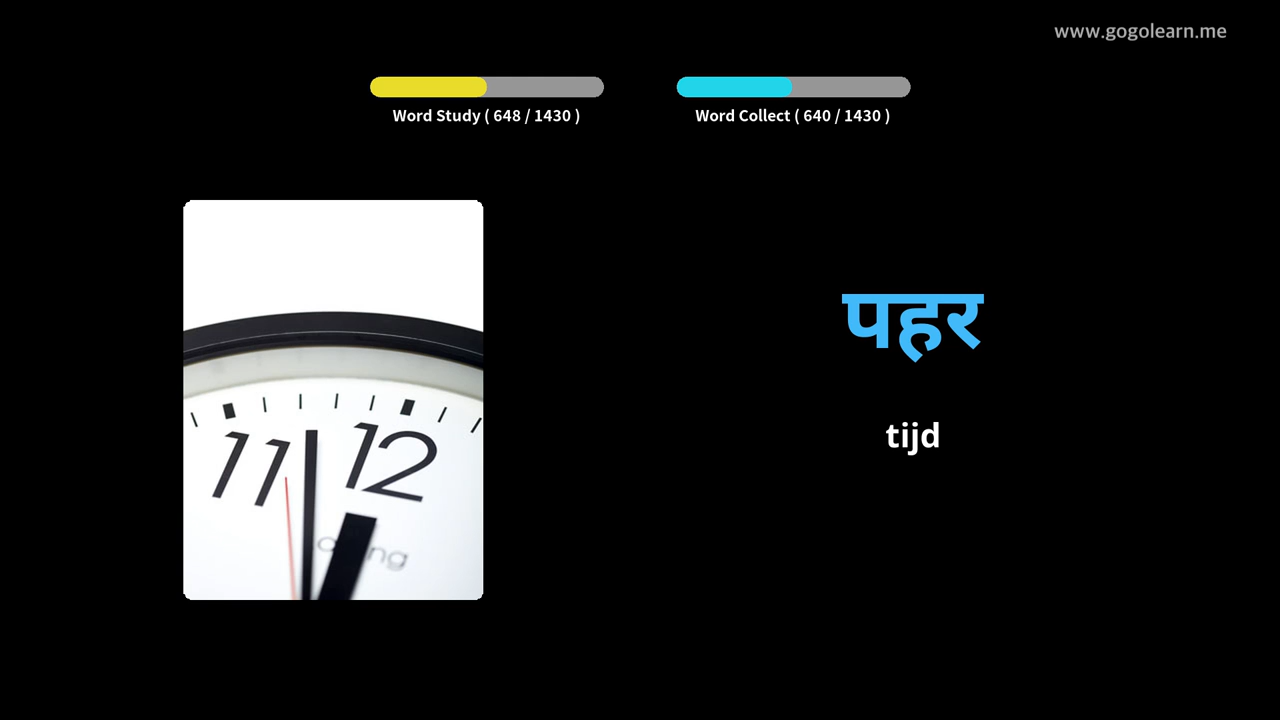 www.gogolearn.me
Word Study ( 648 / 1430 )
Word Collect ( 640 / 1430 )
11 12
पहर
tijd